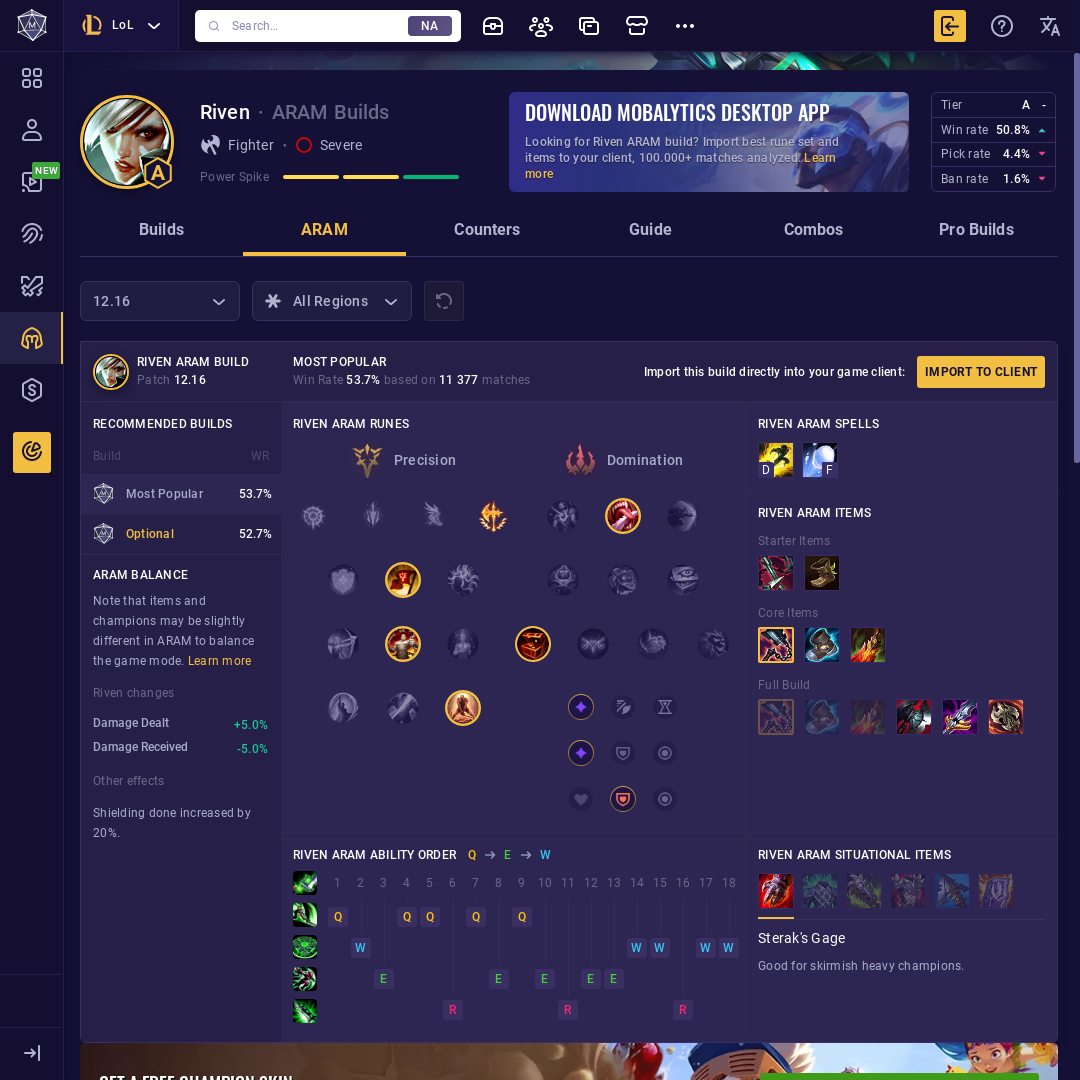 LoL
Search...
NA
NEW
Riven · ARAM Builds
Fighter · Severe
Power Spike
A
DOWNLOAD MOBALYTICS DESKTOP APP
Looking for Riven ARAM build? Import best rune set and
items to your client, 100.000+ matches analyzed. Learn
more
Tier A -
Win rate 50.8%
Pick rate 4.4%
Ban rate 1.6%
Builds ARAM Counters Guide Combos Pro Builds
12.16
All Regions
RIVEN ARAM BUILD
Patch 12.16
MOST POPULAR
Win Rate 53.7% based on 11 377 matches
Import this build directly into your game client:
IMPORT TO CLIENT
RECOMMENDED BUILDS
Build WR
Most Popular 53.7%
Optional 52.7%
ARAM BALANCE
Note that items and
champions may be slightly
different in ARAM to balance
the game mode. Learn more
Riven changes
Damage Dealt +5.0%
Damage Received -5.0%
Other effects
Shielding done increased by
20%.
RIVEN ARAM RUNES
Precision
Domination
RIVEN ARAM SPELLS
D F
RIVEN ARAM ITEMS
Starter Items
Core Items
Full Build
RIVEN ARAM ABILITY ORDER Q → E → W
1 2 3 4 5 6 7 8 9 10 11 12 13 14 15 16 17 18
Q Q Q Q Q
W W W W W
E E E E E
R R R
RIVEN ARAM SITUATIONAL ITEMS
Sterak's Gage
Good for skirmish heavy champions.
GET A FREE CHAMPION SKIN